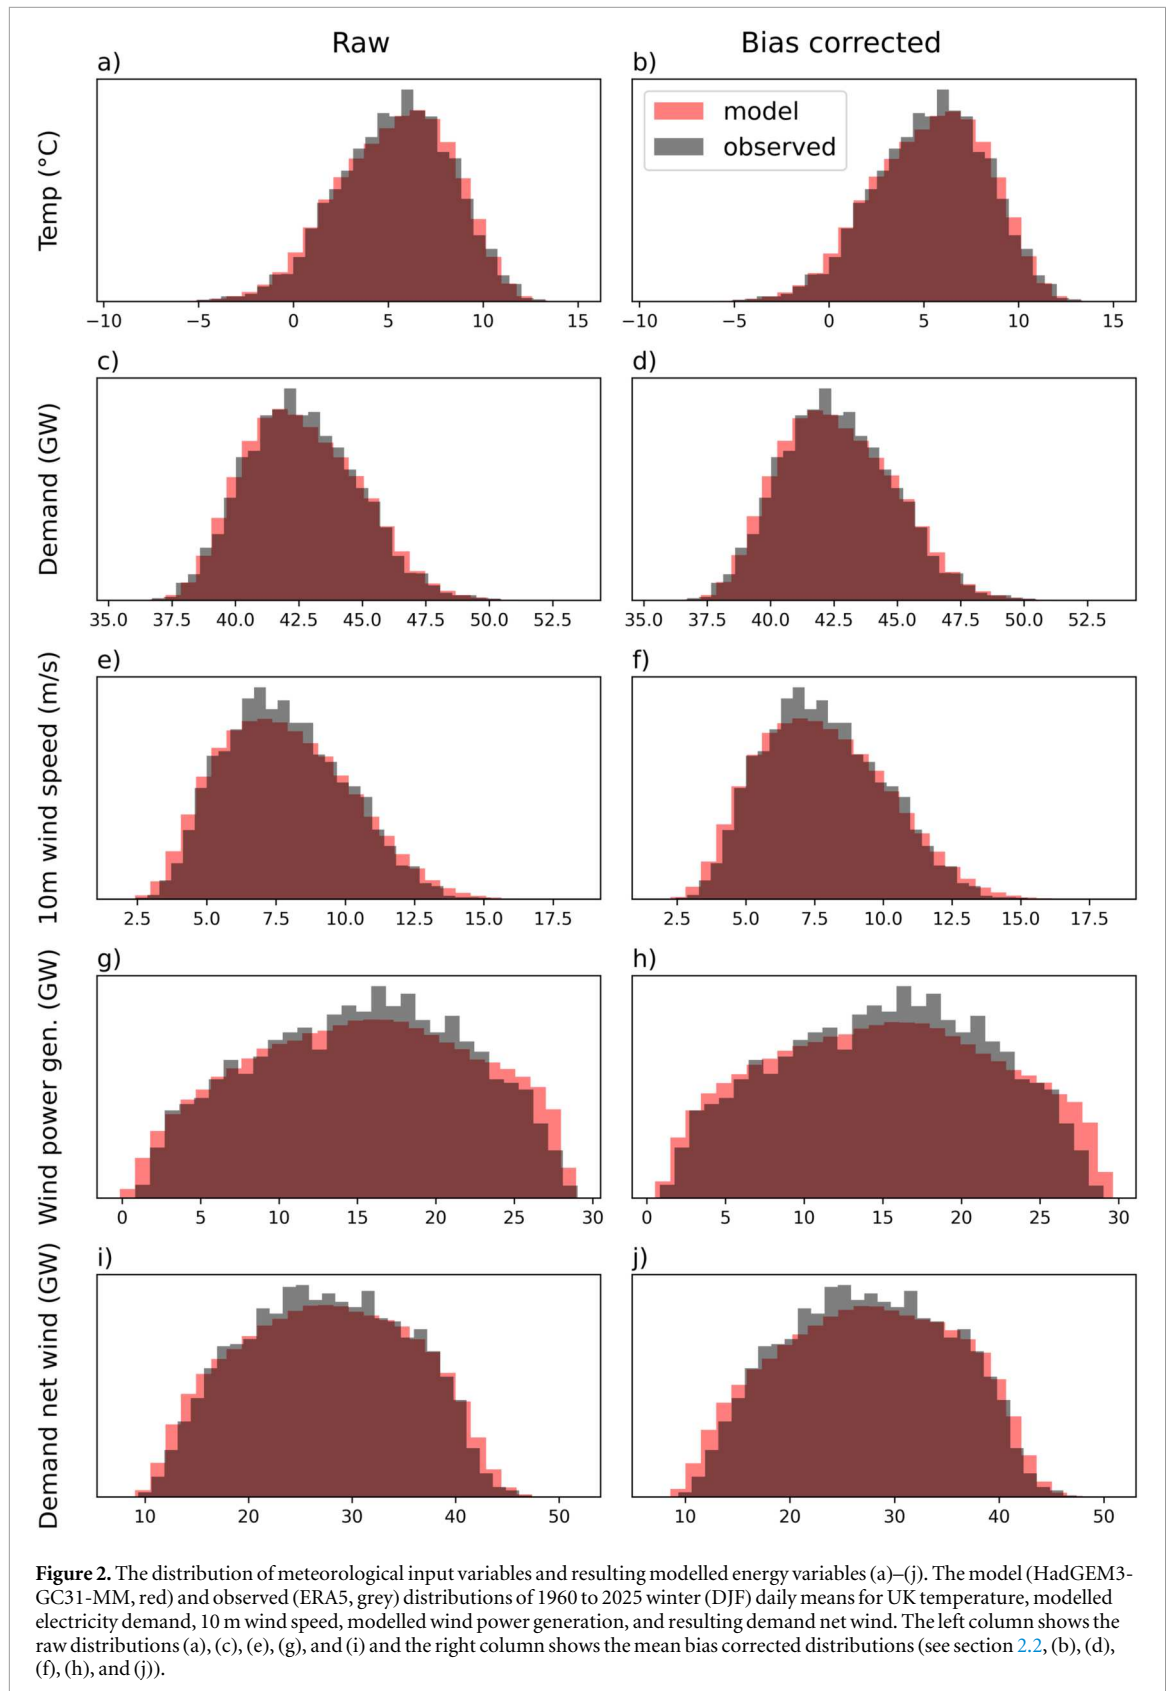 Raw
Bias corrected
a)
b)
Temp (°C)
model
observed
−10 −5 0 5 10 15
−10 −5 0 5 10 15
c)
d)
Demand (GW)
35.0 37.5 40.0 42.5 45.0 47.5 50.0 52.5
35.0 37.5 40.0 42.5 45.0 47.5 50.0 52.5
e)
f)
10m wind speed (m/s)
2.5 5.0 7.5 10.0 12.5 15.0 17.5
2.5 5.0 7.5 10.0 12.5 15.0 17.5
g)
h)
Wind power gen. (GW)
0 5 10 15 20 25 30
0 5 10 15 20 25 30
i)
j)
Demand net wind (GW)
10 20 30 40 50
10 20 30 40 50
Figure 2. The distribution of meteorological input variables and resulting modelled energy variables (a)–(j). The model (HadGEM3-
GC31-MM, red) and observed (ERA5, grey) distributions of 1960 to 2025 winter (DJF) daily means for UK temperature, modelled
electricity demand, 10 m wind speed, modelled wind power generation, and resulting demand net wind. The left column shows the
raw distributions (a), (c), (e), (g), and (i) and the right column shows the mean bias corrected distributions (see section 2.2, (b), (d),
(f), (h), and (j)).